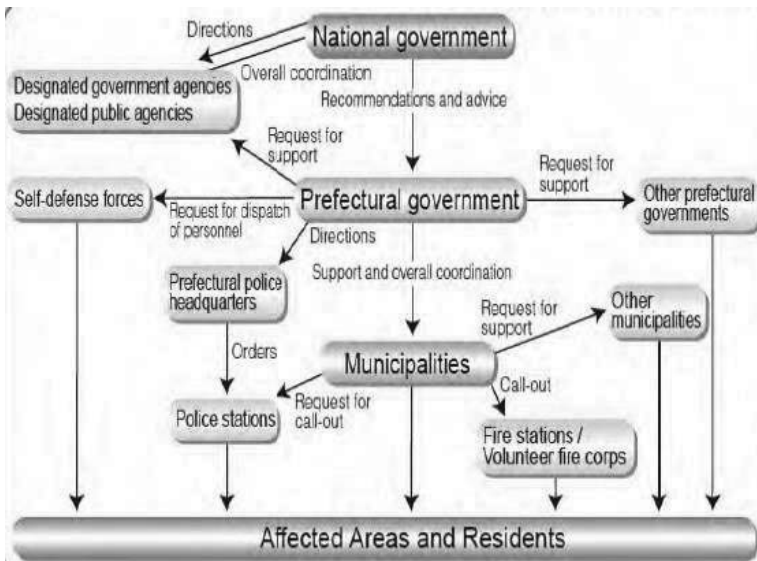 Directions
National government
Overall coordination
Designated government agencies
Designated public agencies
Recommendations and advice
Request for
support
Request for
support
Self-defense forces
Request for dispatch
of personnel
Prefectural government
Other prefectural
governments
Directions
Prefectural police
headquarters
Support and overall coordination
Request for
support
Other
municipalities
Orders
Municipalities
Call-out
Police stations
Request for
call-out
Fire stations /
Volunteer fire corps
Affected Areas and Residents